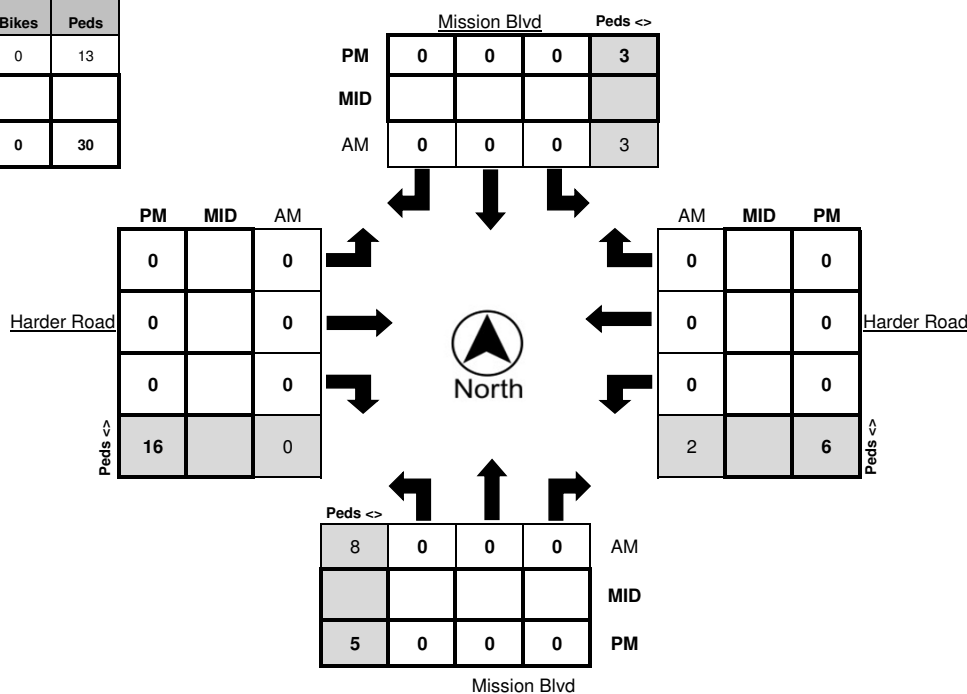 Bikes Peds
0 13
0 30
Mission Blvd Peds <>
PM 0 0 0 3
MID
AM 0 0 0 3
PM MID AM
0 0
Harder Road 0 0
0 0
Peds <> 16 0
North
AM MID PM
0 0
0 0 Harder Road
0 0
2 6 Peds <>
Peds <>
8 0 0 0 AM
MID
5 0 0 0 PM
Mission Blvd